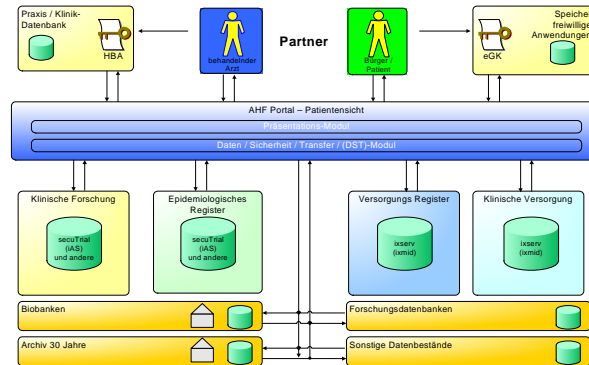 Praxis / Klinik-
Datenbank
HBA
behandelnder
Arzt
Partner
Bürger /
Patient
eGK
Speicher
freiwillige
Anwendungen
AHF Portal – Patientensicht
Präsentations-Modul
Daten / Sicherheit / Transfer / (DST)-Modul
Klinische Forschung
secuTrial
(iAS)
und andere
Epidemiologisches
Register
secuTrial
(iAS)
und andere
Versorgungs Register
ixserv
(ixmid)
Klinische Versorgung
ixserv
(ixmid)
Biobanken
Forschungsdatenbanken
Archiv 30 Jahre
Sonstige Datenbestände